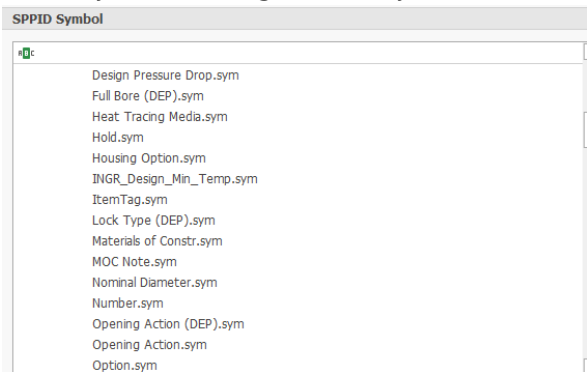 SPPID Symbol
ABC
Design Pressure Drop.sym
Full Bore (DEP).sym
Heat Tracing Media.sym
Hold.sym
Housing Option.sym
INGR_Design_Min_Temp.sym
ItemTag.sym
Lock Type (DEP).sym
Materials of Constr.sym
MOC Note.sym
Nominal Diameter.sym
Number.sym
Opening Action (DEP).sym
Opening Action.sym
Option.sym